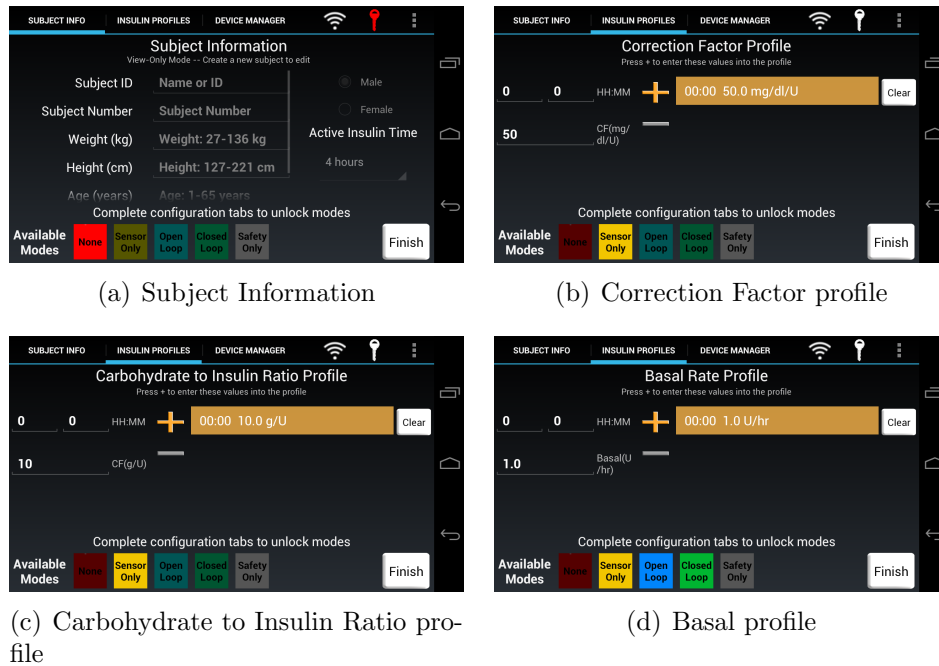 SUBJECT INFO INSULIN PROFILES DEVICE MANAGER
Subject Information
View-Only Mode -- Create a new subject to edit
Subject ID Name or ID Male
Subject Number Subject Number Female
Weight (kg) Weight: 27-136 kg Active Insulin Time
Height (cm) Height: 127-221 cm 4 hours
Age (years) Age: 1-65 years
Complete configuration tabs to unlock modes
Available Modes None Sensor Only Open Loop Closed Loop Safety Only Finish
(a) Subject Information
SUBJECT INFO INSULIN PROFILES DEVICE MANAGER
Correction Factor Profile
Press + to enter these values into the profile
0 0 HH:MM 00:00 50.0 mg/dl/U Clear
50 CF(mg/
dl/U)
Complete configuration tabs to unlock modes
Available Modes None Sensor Only Open Loop Closed Loop Safety Only Finish
(b) Correction Factor profile
SUBJECT INFO INSULIN PROFILES DEVICE MANAGER
Carbohydrate to Insulin Ratio Profile
Press + to enter these values into the profile
0 0 HH:MM 00:00 10.0 g/U Clear
10 CF(g/U)
Complete configuration tabs to unlock modes
Available Modes None Sensor Only Open Loop Closed Loop Safety Only Finish
(c) Carbohydrate to Insulin Ratio pro-
file
SUBJECT INFO INSULIN PROFILES DEVICE MANAGER
Basal Rate Profile
Press + to enter these values into the profile
0 0 HH:MM 00:00 1.0 U/hr Clear
1.0 Basal(U
/hr)
Complete configuration tabs to unlock modes
Available Modes None Sensor Only Open Loop Closed Loop Safety Only Finish
(d) Basal profile